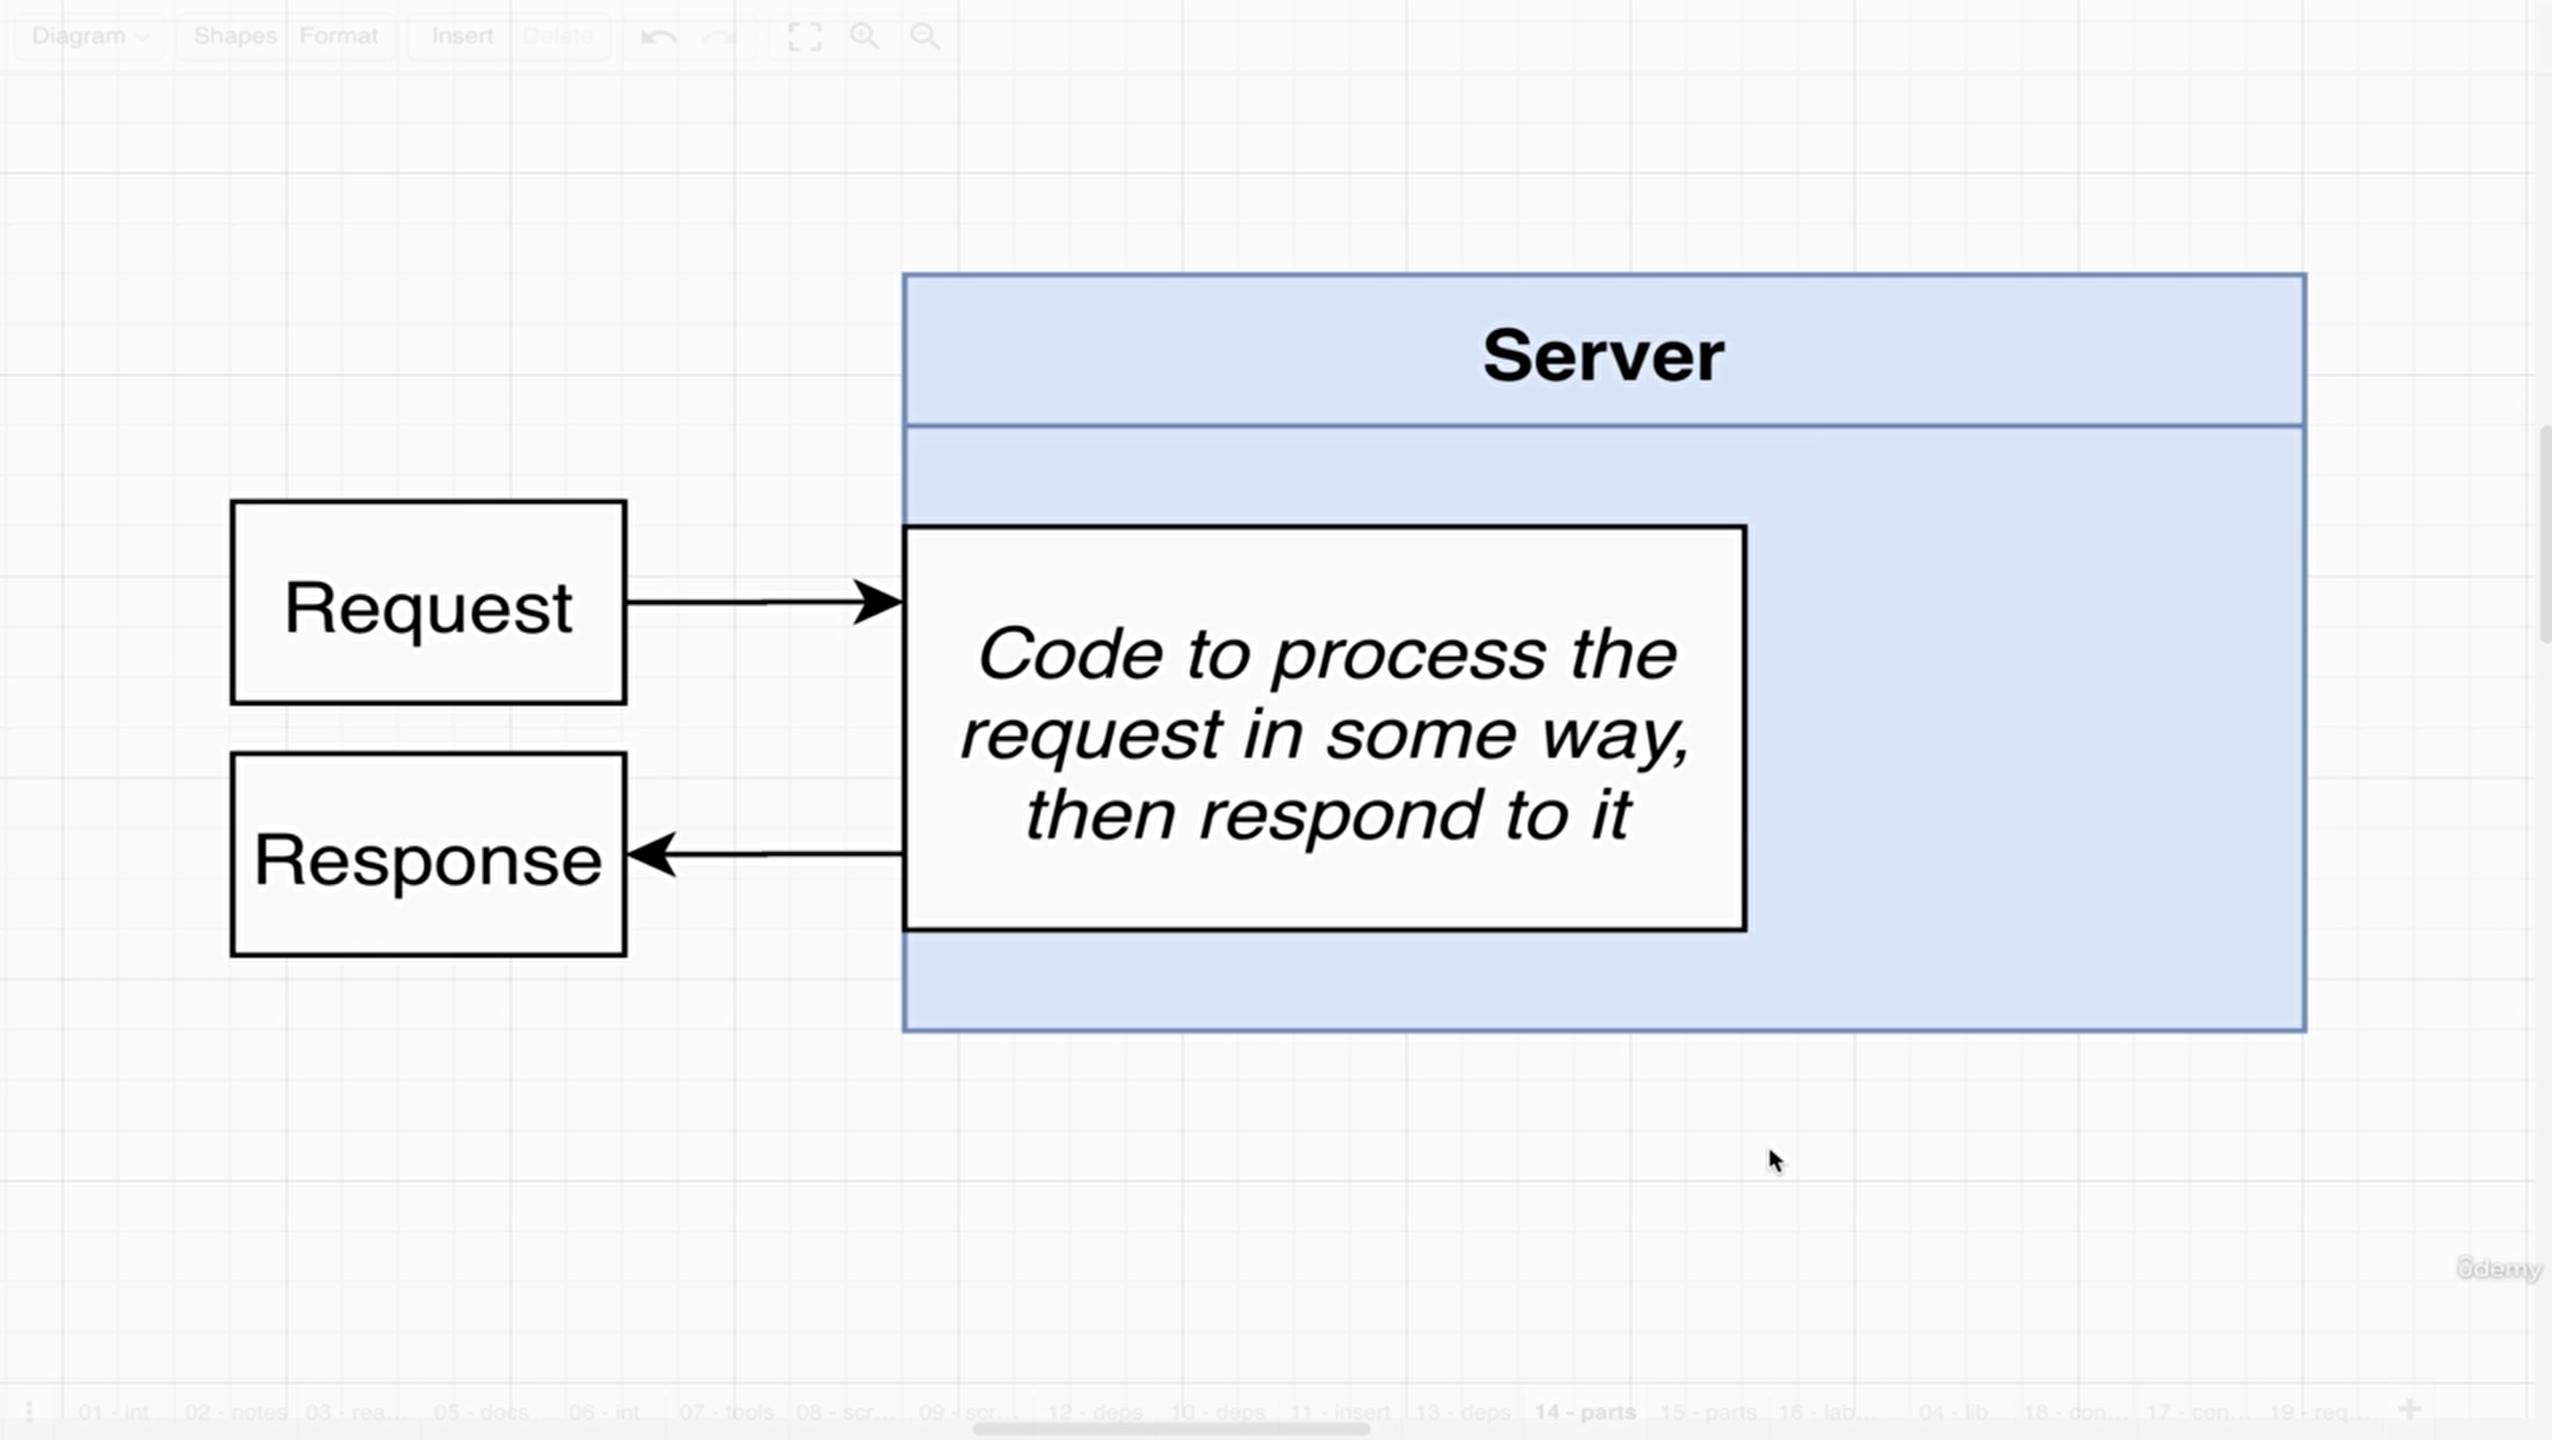 Diagram
Shapes Format
Insert Delete
Server
Request
Code to process the
request in some way,
then respond to it
Response
ûdemy
01 - int 02 - notes 03 - rea... 05 - docs 06 - int 07 - tools 08 - scr... 09 - scr... 12 - deps 10 - deps 11 - insert 13 - deps 14 - parts 15 - parts 16 - lab... 04 - lib 18 - con... 17 - con... 19 - req...